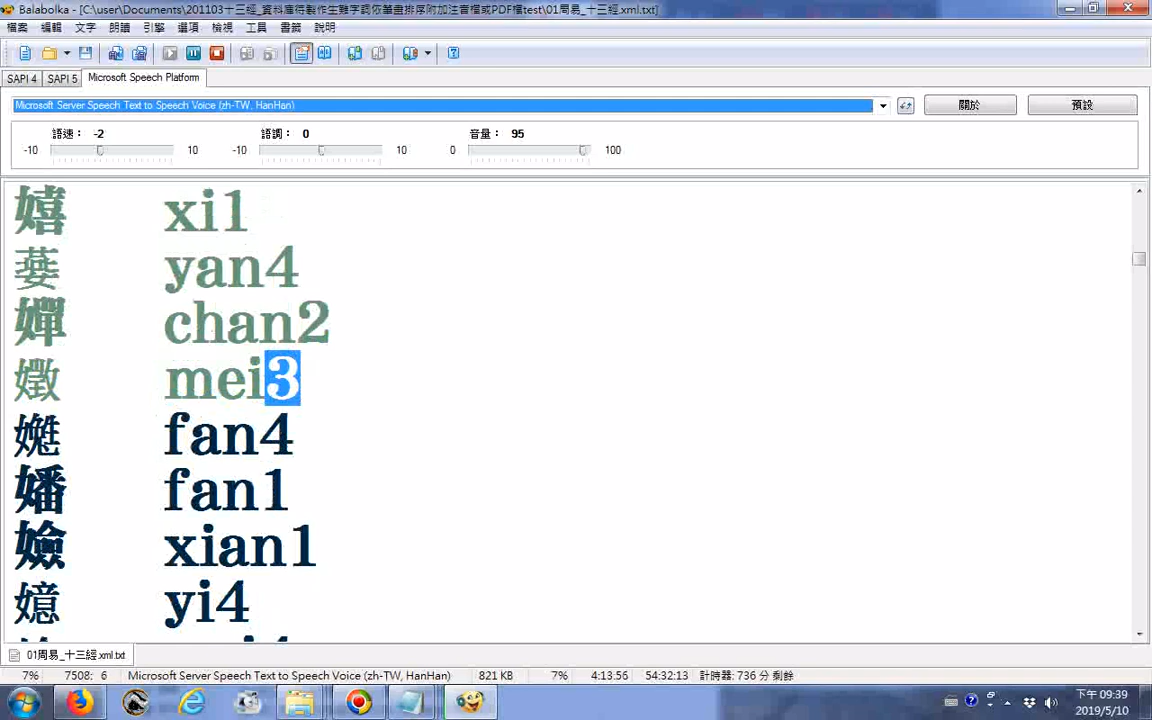 Balabolka - [C:\user\Documents\201103十三經_資料庫待製作生難字詞依筆畫排序附加注音檔或PDF檔test\01周易_十三經.xml.txt]
檔案 編輯 文字 朗讀 引擎 選項 檢視 工具 書籤 說明
SAPI 4 SAPI 5 Microsoft Speech Platform
Microsoft Server Speech Text to Speech Voice (zh-TW, HanHan) 關於 預設
語速： -2 語調： 0 音量： 95
-10 10 -10 10 0 100
嬉 xi1
yan4
嬋 chan2
媺 mei3
fan4
嬏 fan1
嬐 xian1
嬑 yi4
01周易_十三經.xml.txt
7% 7508: 6 Microsoft Server Speech Text to Speech Voice (zh-TW, HanHan) 821 KB 7% 4:13:56 54:32:13 計時器: 736 分 剩餘
下午 09:39
2019/5/10